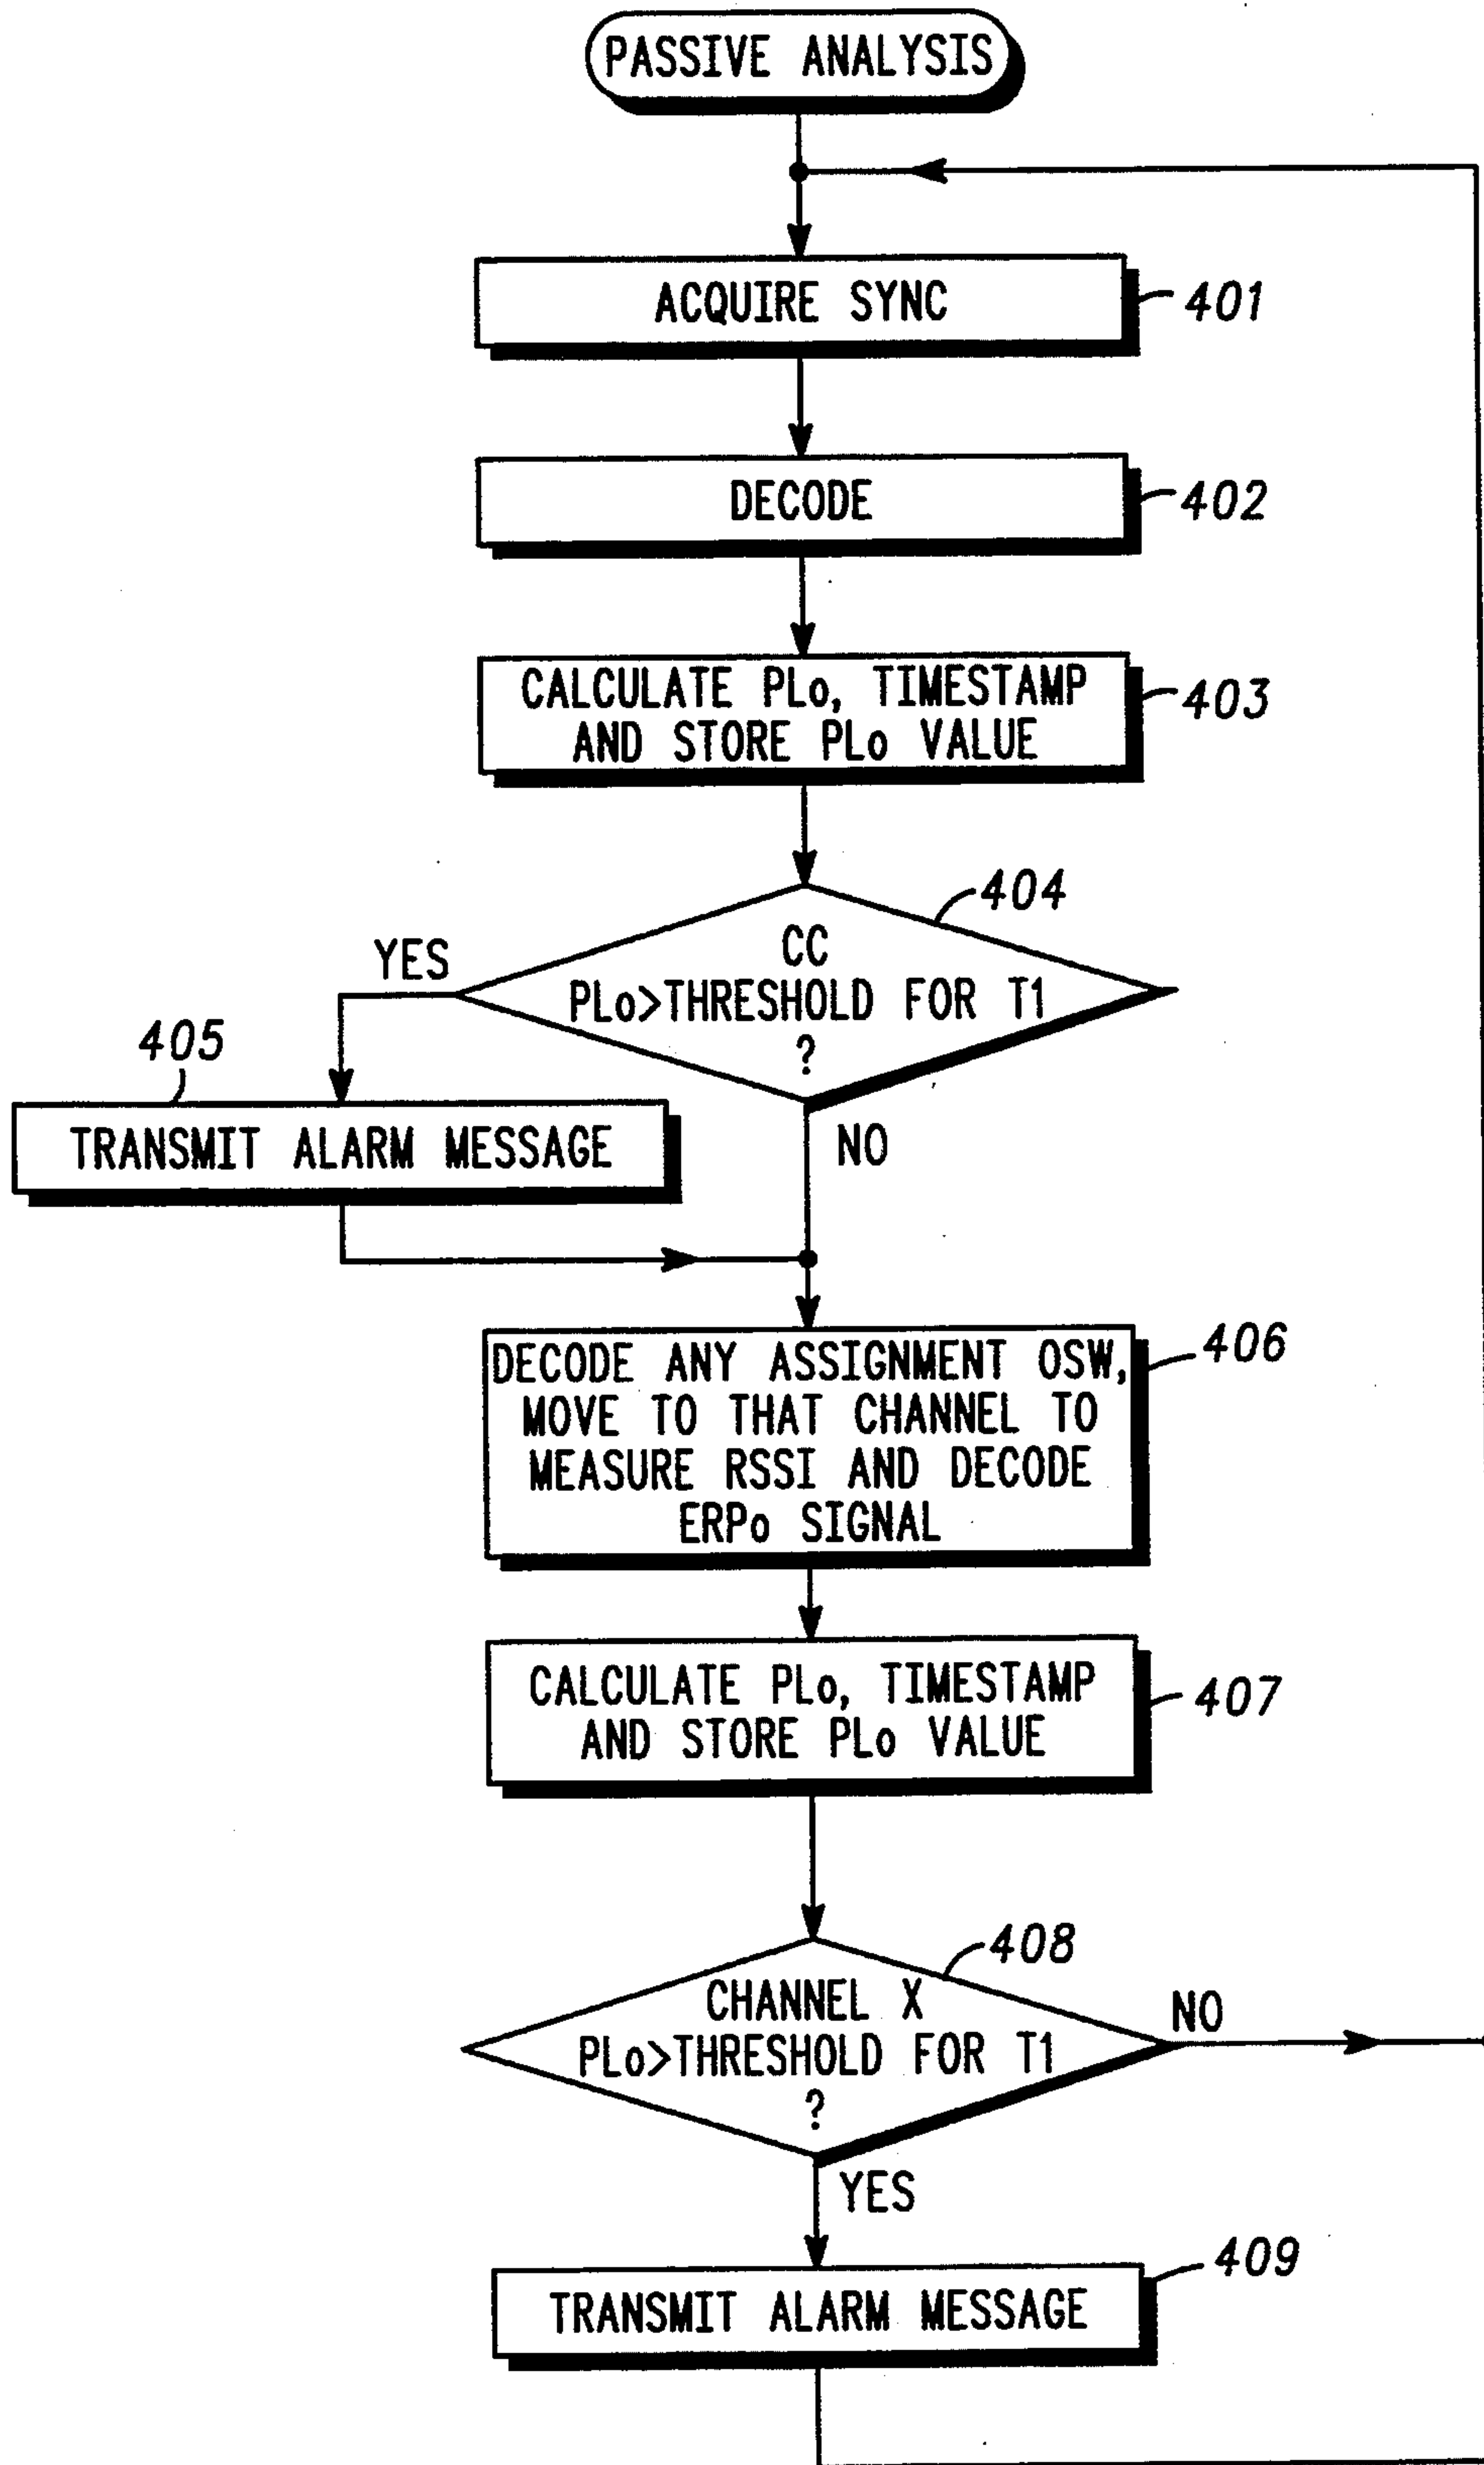 PASSIVE ANALYSIS
ACQUIRE SYNC
401
DECODE
402
CALCULATE PLo, TIMESTAMP
AND STORE PLo VALUE
403
404
CC
PLo>THRESHOLD FOR T1
?
YES
NO
405
TRANSMIT ALARM MESSAGE
DECODE ANY ASSIGNMENT OSW,
MOVE TO THAT CHANNEL TO
MEASURE RSSI AND DECODE
ERPo SIGNAL
406
CALCULATE PLo, TIMESTAMP
AND STORE PLo VALUE
407
408
CHANNEL X
PLo>THRESHOLD FOR T1
?
NO
YES
TRANSMIT ALARM MESSAGE
409